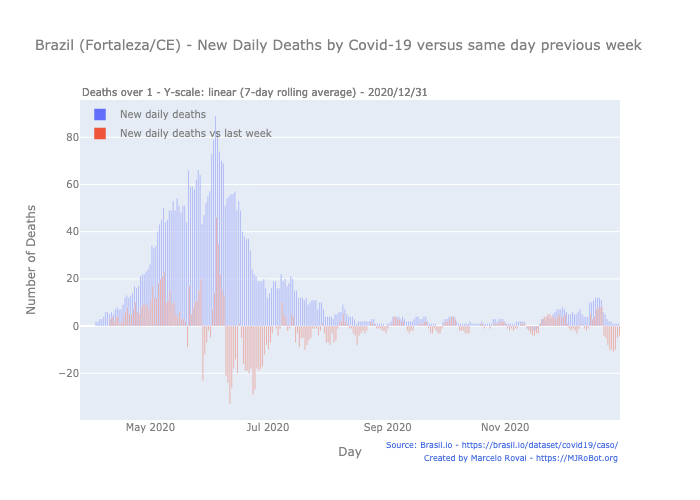 Brazil (Fortaleza/CE) - New Daily Deaths by Covid-19 versus same day previous week
Deaths over 1 - Y-scale: linear (7-day rolling average) - 2020/12/31
New daily deaths
New daily deaths vs last week
80
60
40
20
0
−20
Number of Deaths
May 2020
Jul 2020
Sep 2020
Nov 2020
Day
Source: Brasil.io - https://brasil.io/dataset/covid19/caso/
Created by Marcelo Rovai - https://MJRoBot.org